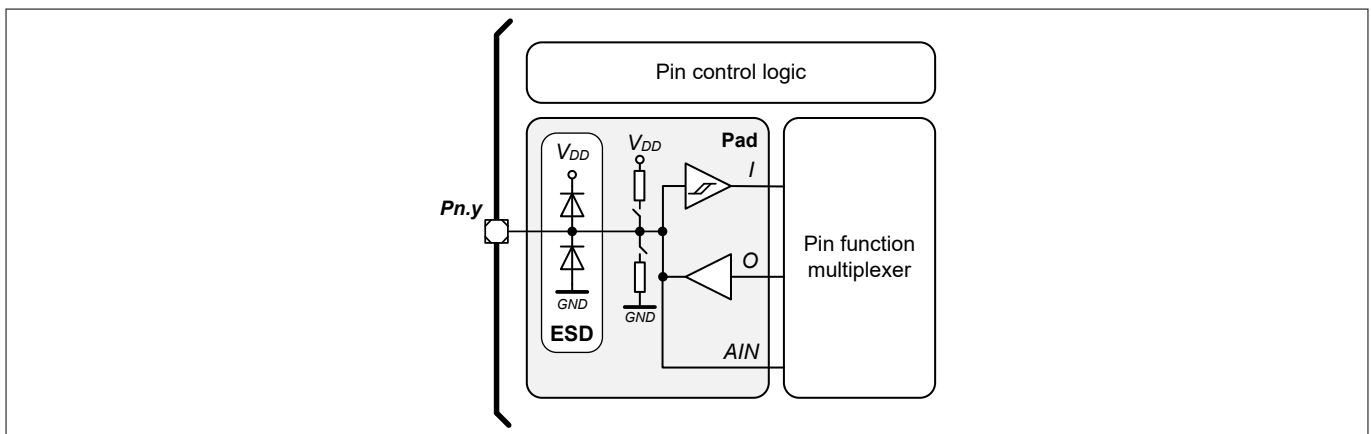 Pin control logic
Pad
VDD
VDD
I
Pn.y
O
Pin function
multiplexer
GND
GND
ESD
AIN